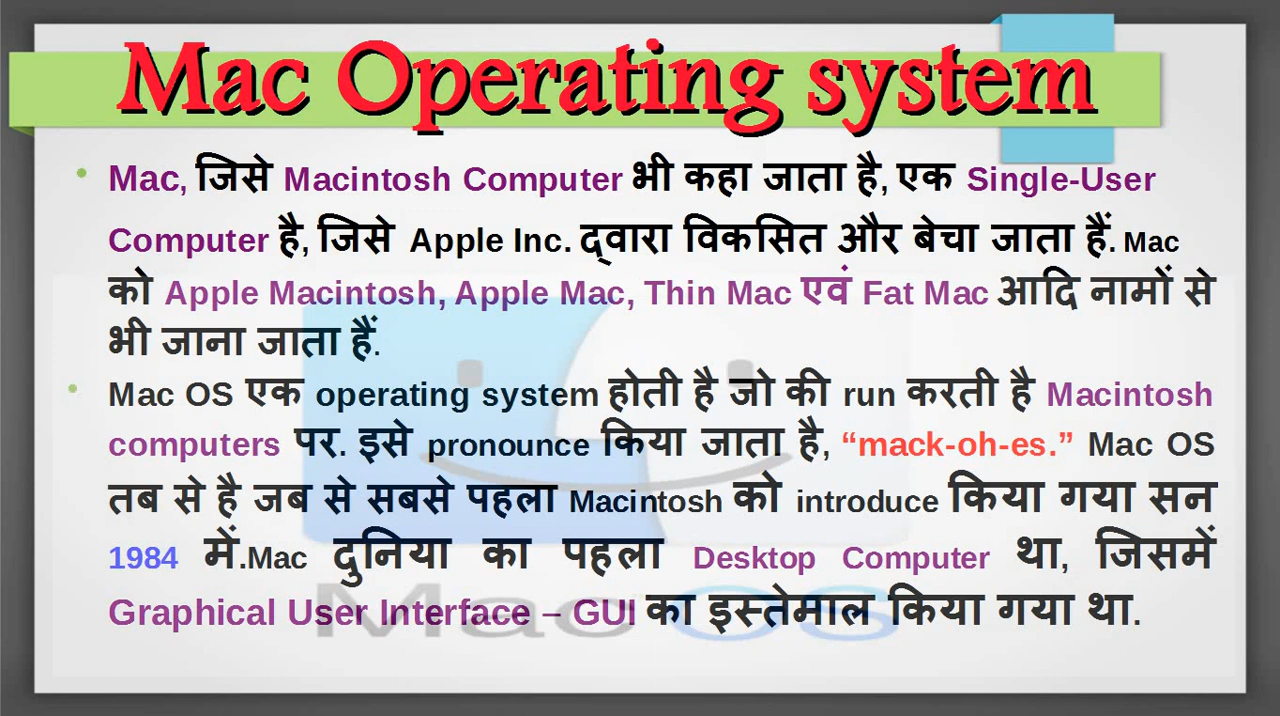 Mac Operating system
• Mac, जिसे Macintosh Computer भी कहा जाता है, एक Single-User
Computer है, जिसे Apple Inc. द्वारा विकसित और बेचा जाता हैं. Mac
को Apple Macintosh, Apple Mac, Thin Mac एवं Fat Mac आदि नामों से
भी जाना जाता हैं.
• Mac OS एक operating system होती है जो की run करती है Macintosh
computers पर. इसे pronounce किया जाता है, “mack-oh-es.” Mac OS
तब से है जब से सबसे पहला Macintosh को introduce किया गया सन
1984 में.Mac दुनिया का पहला Desktop Computer था, जिसमें
Graphical User Interface – GUI का इस्तेमाल किया गया था.
Mac OS